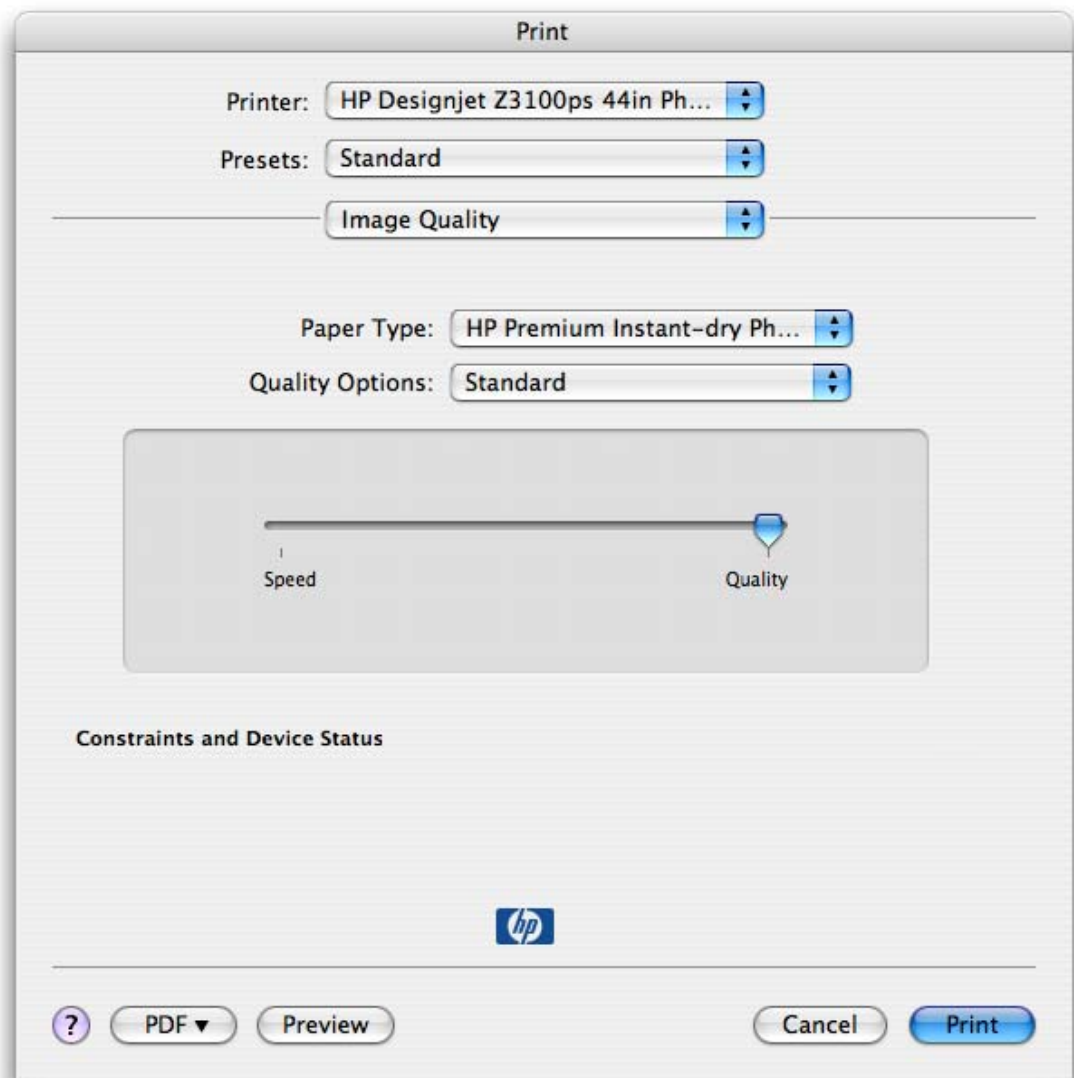 Print
Printer: HP Designjet Z3100ps 44in Ph...
Presets: Standard
Image Quality
Paper Type: HP Premium Instant-dry Ph...
Quality Options: Standard
Speed Quality
Constraints and Device Status
hp
? PDF▼ Preview Cancel Print